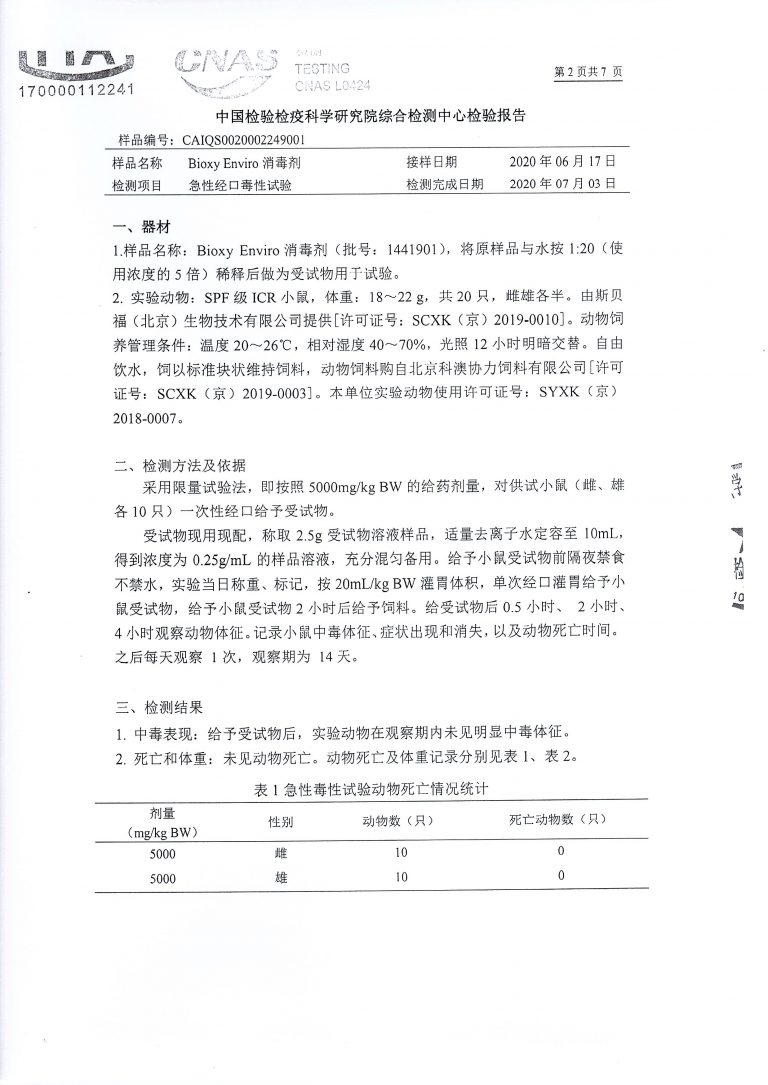 170000112241
CNAS
TESTING
CNAS L0424
第 2 页共 7 页
中国检验检疫科学研究院综合检测中心检验报告
样品编号：CAIQS0020002249001
样品名称 Bioxy Enviro 消毒剂 接样日期 2020 年 06 月 17 日
检测项目 急性经口毒性试验 检测完成日期 2020 年 07 月 03 日
一、器材
1.样品名称：Bioxy Enviro 消毒剂（批号：1441901），将原样品与水按 1:20（使
用浓度的 5 倍）稀释后做为受试物用于试验。
2. 实验动物：SPF 级 ICR 小鼠，体重：18～22 g，共 20 只，雌雄各半。由斯贝
福（北京）生物技术有限公司提供[许可证号：SCXK（京）2019-0010]。动物饲
养管理条件：温度 20～26℃，相对湿度 40～70%，光照 12 小时明暗交替。自由
饮水，饲以标准块状维持饲料，动物饲料购自北京科澳协力饲料有限公司[许可
证号：SCXK（京）2019-0003]。本单位实验动物使用许可证号：SYXK（京）
2018-0007。
二、检测方法及依据
采用限量试验法，即按照 5000mg/kg BW 的给药剂量，对供试小鼠（雌、雄
各 10 只）一次性经口给予受试物。
受试物现用现配，称取 2.5g 受试物溶液样品，适量去离子水定容至 10mL，
得到浓度为 0.25g/mL 的样品溶液，充分混匀备用。给予小鼠受试物前隔夜禁食
不禁水，实验当日称重、标记，按 20mL/kg BW 灌胃体积，单次经口灌胃给予小
鼠受试物，给予小鼠受试物 2 小时后给予饲料。给受试物后 0.5 小时、 2 小时、
4 小时观察动物体征。记录小鼠中毒体征、症状出现和消失，以及动物死亡时间。
之后每天观察 1 次，观察期为 14 天。
三、检测结果
1. 中毒表现：给予受试物后，实验动物在观察期内未见明显中毒体征。
2. 死亡和体重：未见动物死亡。动物死亡及体重记录分别见表 1、表 2。
表 1 急性毒性试验动物死亡情况统计
剂量
（mg/kg BW） 性别 动物数（只） 死亡动物数（只）
5000 雌 10 0
5000 雄 10 0